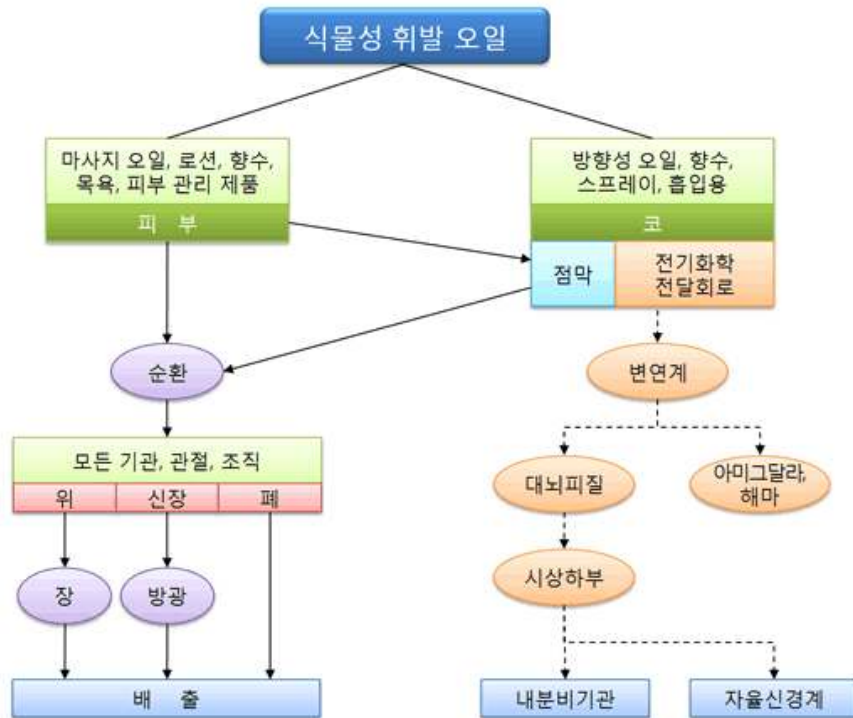 식물성 휘발 오일
마사지 오일, 로션, 향수,
목욕, 피부 관리 제품
피 부
방향성 오일, 향수,
스프레이, 흡입용
코
점막
전기화학
전달회로
순환
변연계
모든 기관, 관절, 조직
위
신장
폐
대뇌피질
아미그달라,
해마
장
방광
시상하부
배 출
내분비기관
자율신경계